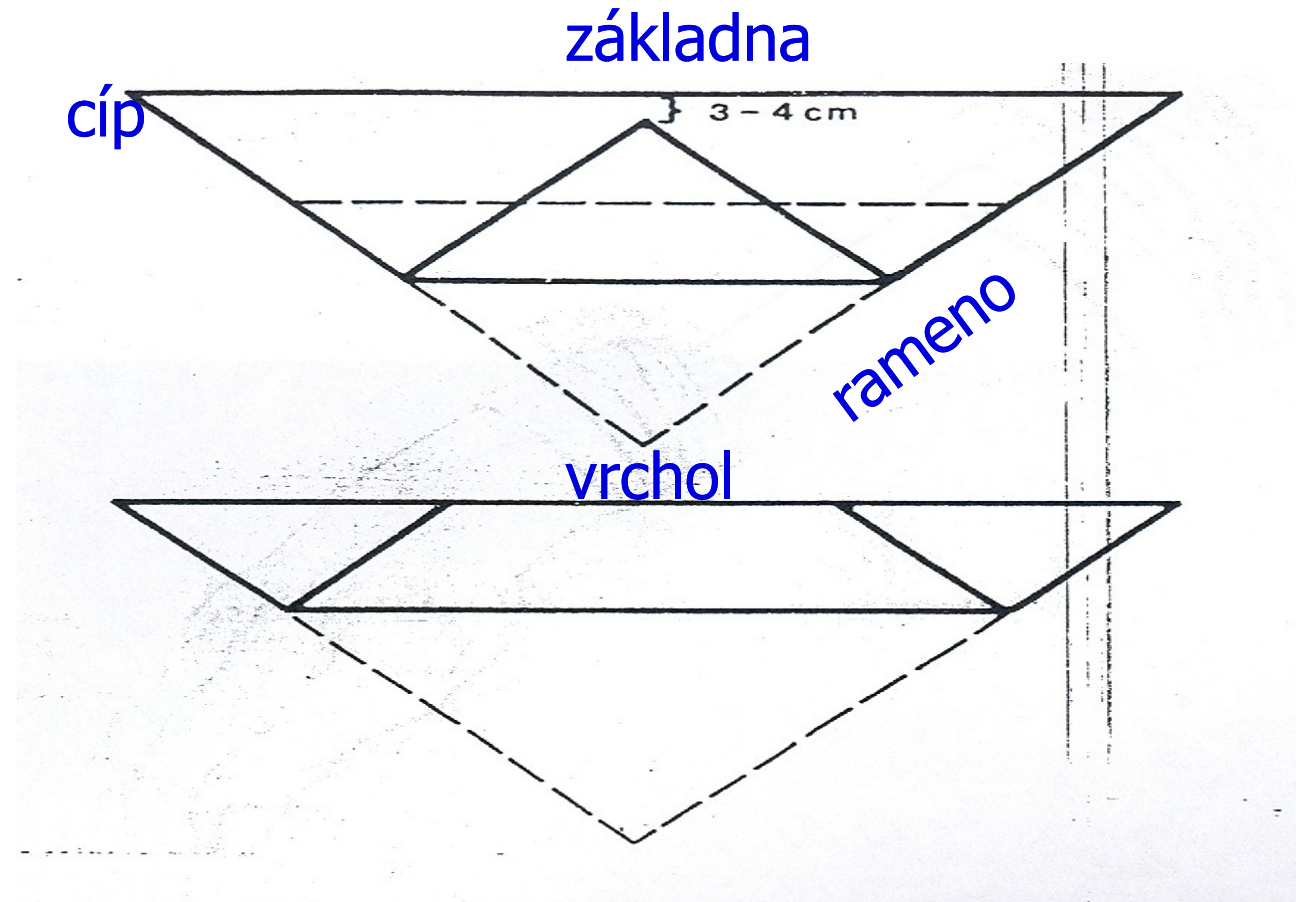 základna
cíp
3 – 4 cm
rameno
vrchol